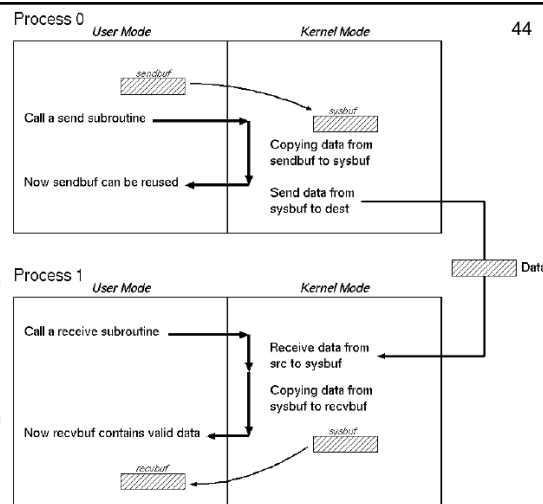 Process 0
44
User Mode
Kernel Mode
sendbuf
sysbuf
Call a send subroutine
Copying data from
sendbuf to sysbuf
Now sendbuf can be reused
Send data from
sysbuf to dest
Data
Process 1
User Mode
Kernel Mode
Call a receive subroutine
Receive data from
src to sysbuf
Copying data from
sysbuf to recvbuf
Now recvbuf contains valid data
sysbuf
recvbuf